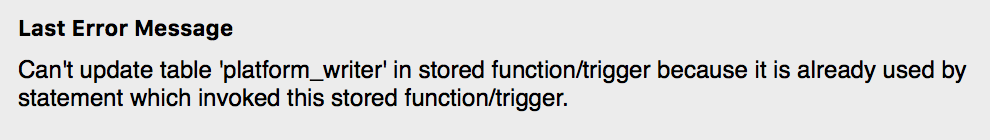 Last Error Message
Can't update table 'platform_writer' in stored function/trigger because it is already used by
statement which invoked this stored function/trigger.